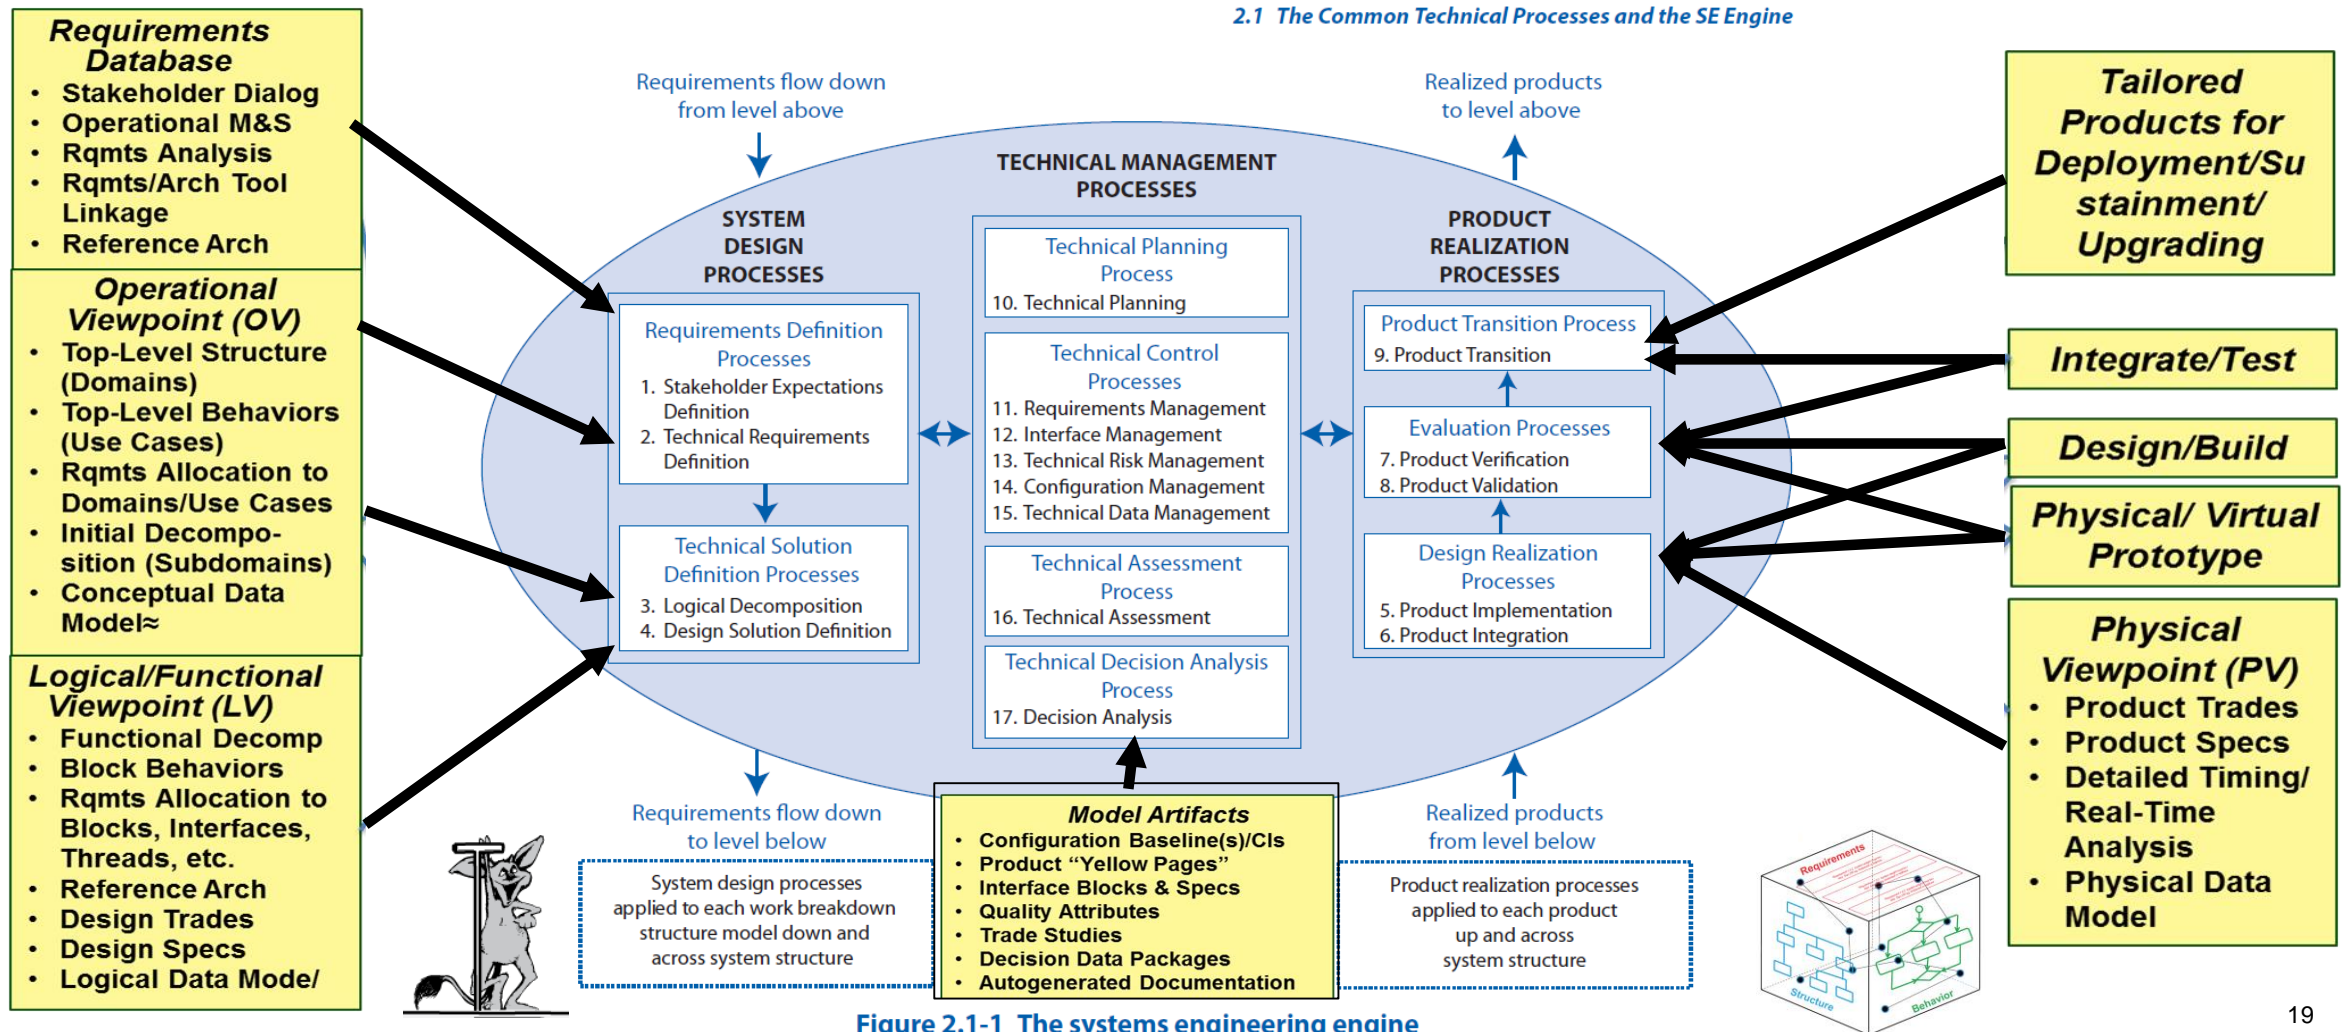 2.1 The Common Technical Processes and the SE Engine
Requirements
Database
• Stakeholder Dialog
• Operational M&S
• Rqmts Analysis
• Rqmts/Arch Tool
Linkage
• Reference Arch
Operational
Viewpoint (OV)
• Top-Level Structure
(Domains)
• Top-Level Behaviors
(Use Cases)
• Rqmts Allocation to
Domains/Use Cases
• Initial Decompo-
sition (Subdomains)
• Conceptual Data
Model≈
Logical/Functional
Viewpoint (LV)
• Functional Decomp
• Block Behaviors
• Rqmts Allocation to
Blocks, Interfaces,
Threads, etc.
• Reference Arch
• Design Trades
• Design Specs
• Logical Data Mode/
Requirements flow down
from level above
SYSTEM
DESIGN
PROCESSES
Requirements Definition
Processes
1. Stakeholder Expectations
Definition
2. Technical Requirements
Definition
Technical Solution
Definition Processes
3. Logical Decomposition
4. Design Solution Definition
Requirements flow down
to level below
System design processes
applied to each work breakdown
structure model down and
across system structure
TECHNICAL MANAGEMENT
PROCESSES
Technical Planning
Process
10. Technical Planning
Technical Control
Processes
11. Requirements Management
12. Interface Management
13. Technical Risk Management
14. Configuration Management
15. Technical Data Management
Technical Assessment
Process
16. Technical Assessment
Technical Decision Analysis
Process
17. Decision Analysis
Model Artifacts
• Configuration Baseline(s)/CIs
• Product “Yellow Pages”
• Interface Blocks & Specs
• Quality Attributes
• Trade Studies
• Decision Data Packages
• Autogenerated Documentation
Realized products
to level above
PRODUCT
REALIZATION
PROCESSES
Product Transition Process
9. Product Transition
Evaluation Processes
7. Product Verification
8. Product Validation
Design Realization
Processes
5. Product Implementation
6. Product Integration
Realized products
from level below
Product realization processes
applied to each product
up and across
system structure
Tailored
Products for
Deployment/Su
stainment/
Upgrading
Integrate/Test
Design/Build
Physical/ Virtual
Prototype
Physical
Viewpoint (PV)
• Product Trades
• Product Specs
• Detailed Timing/
Real-Time
Analysis
• Physical Data
Model
Requirements
Structure
Behavior
Figure 2.1-1 The systems engineering engine
19